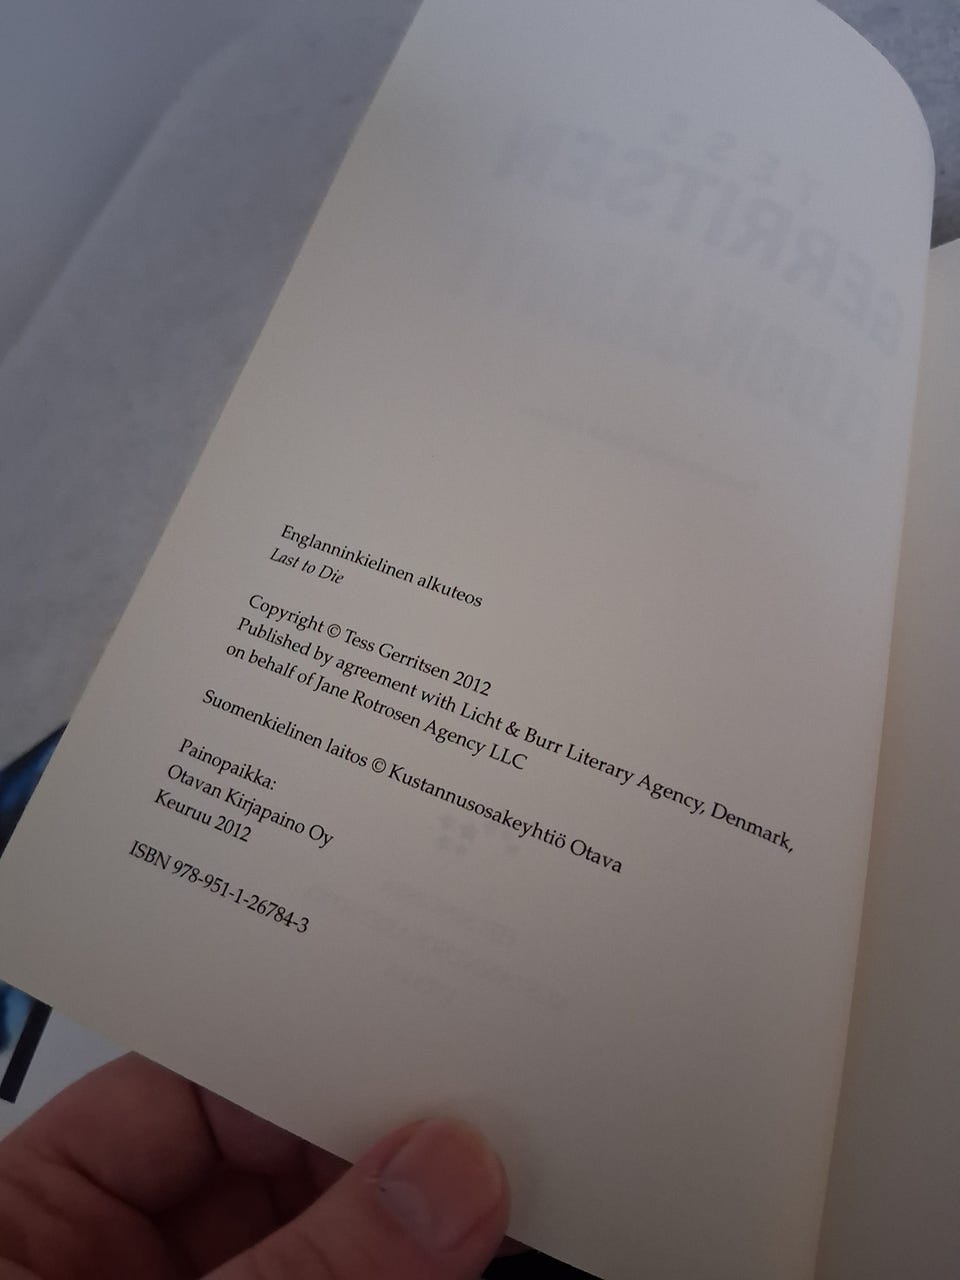 Englanninkielinen alkuteos
Last to Die
Copyright © Tess Gerritsen 2012
Published by agreement with Licht & Burr Literary Agency, Denmark,
on behalf of Jane Rotrosen Agency LLC
Suomenkielinen laitos © Kustannusosakeyhtiö Otava
Painopaikka:
Otavan Kirjapaino Oy
Keuruu 2012
ISBN 978-951-1-26784-3